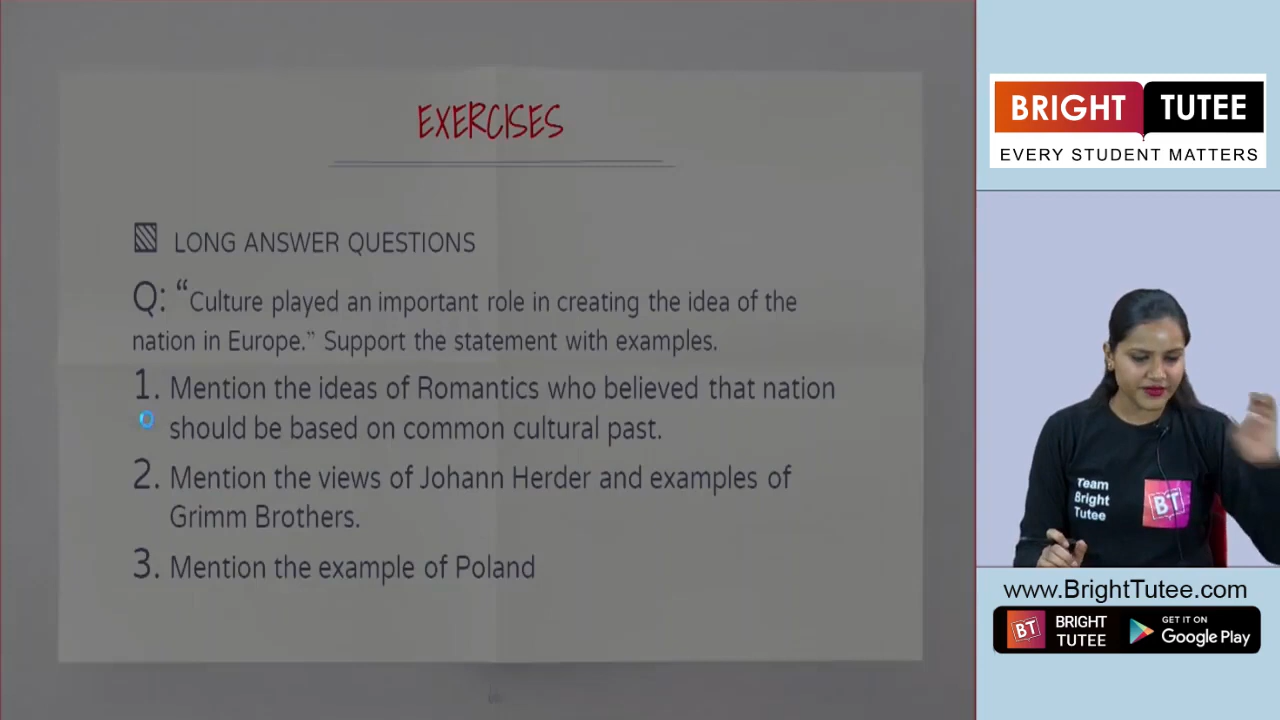 EXERCISES
LONG ANSWER QUESTIONS
Q: “Culture played an important role in creating the idea of the
nation in Europe.” Support the statement with examples.
1. Mention the ideas of Romantics who believed that nation
should be based on common cultural past.
2. Mention the views of Johann Herder and examples of
Grimm Brothers.
3. Mention the example of Poland
BRIGHT TUTEE
EVERY STUDENT MATTERS
Team
Bright
Tutee
BT
www.BrightTutee.com
BT
BRIGHT
TUTEE
GET IT ON
Google Play